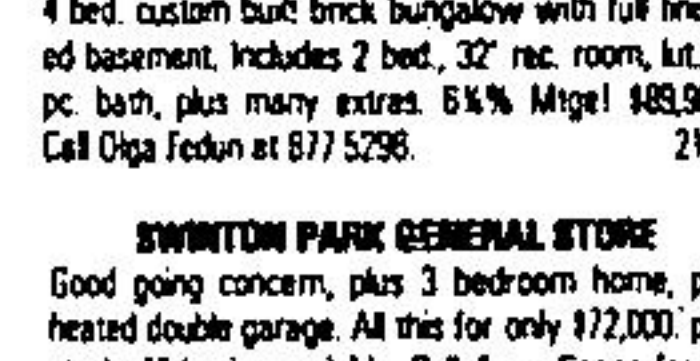 4 bed. custom built brick bungalow with full
ed basement. Includes 2 bed., 32' rec. room, kit.
pc. bath, plus many extras. 6¼% Mtge!
Call Olga Fedun at 877 5298.
SWINTON PARK GENERAL STORE
Good going concern, plus 3 bedroom home,
heated double garage. All this for only $72,000.